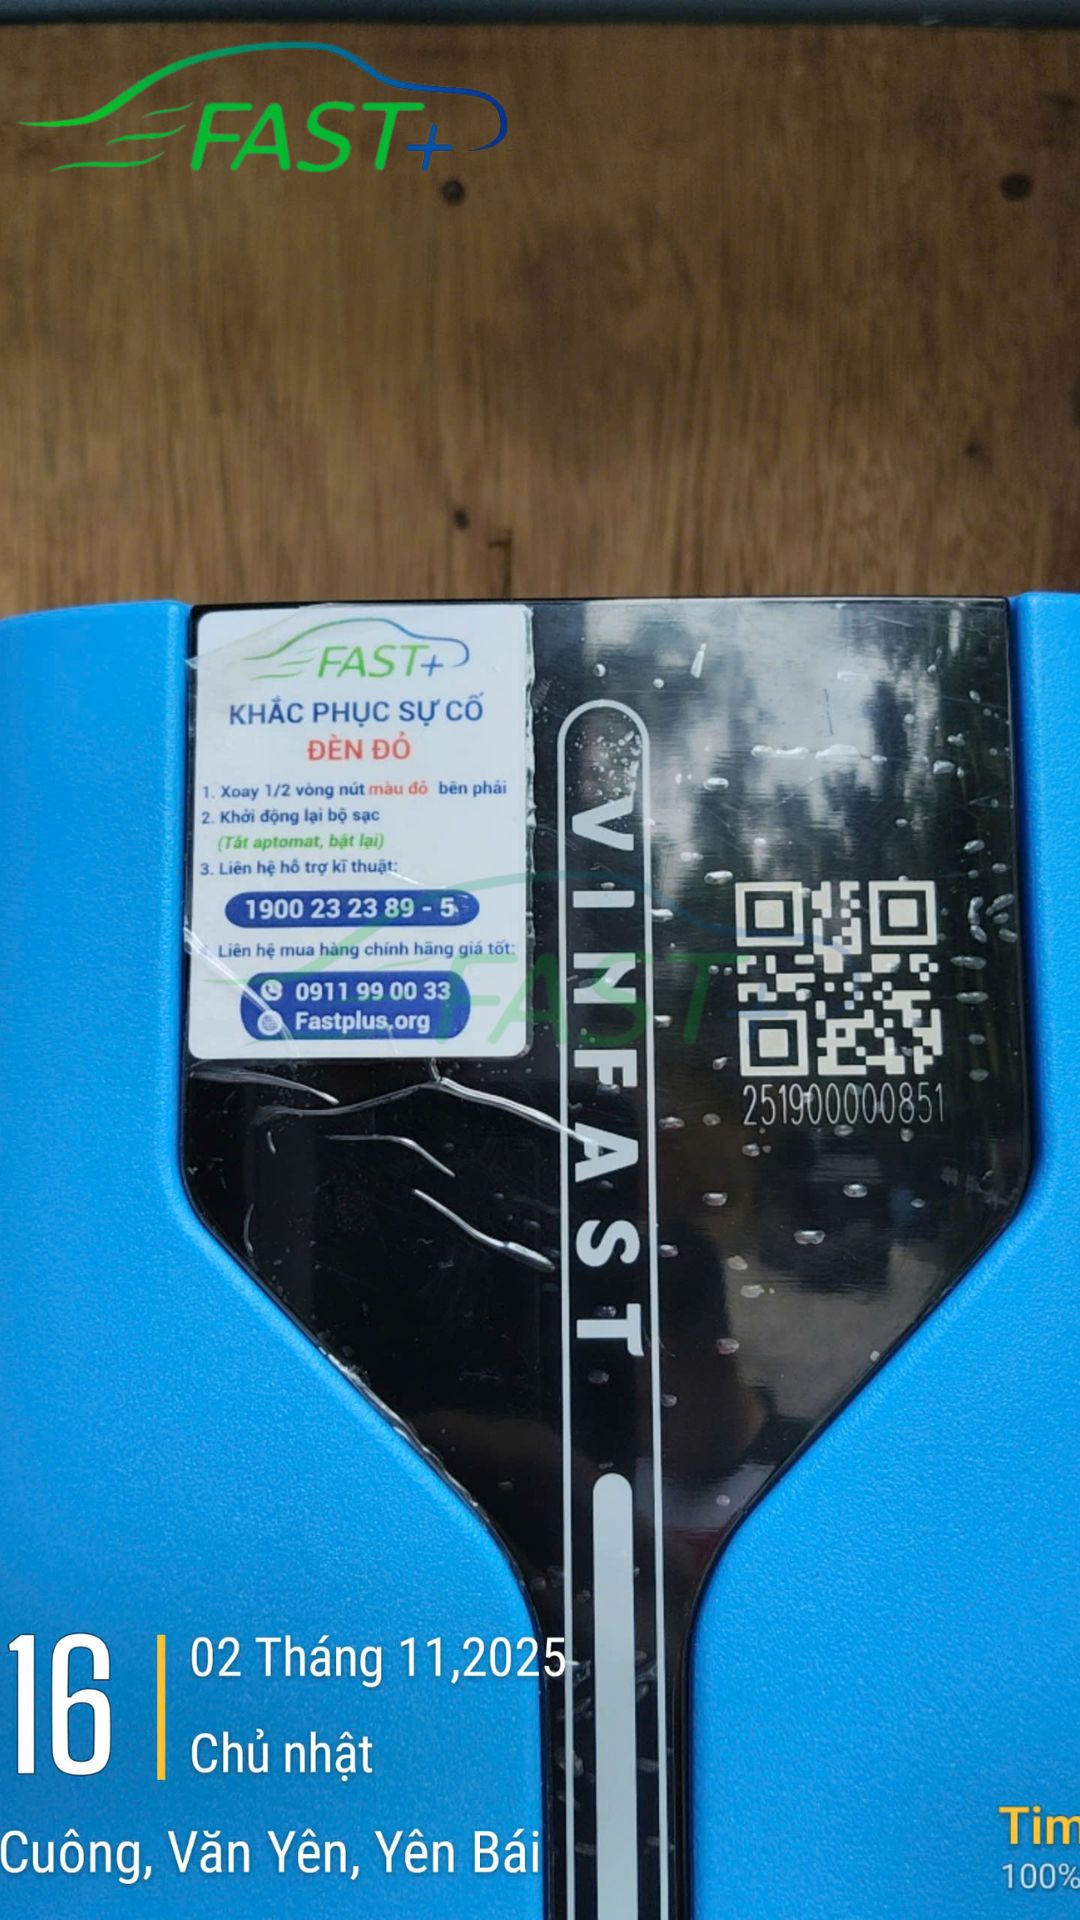 FAST+
FAST+
KHẮC PHỤC SỰ CỐ
ĐÈN ĐỎ
1. Xoay 1/2 vòng nút màu đỏ bên phải
2. Khởi động lại bộ sạc
(Tắt aptomat, bật lại)
3. Liên hệ hỗ trợ kĩ thuật:
1900 23 23 89 - 5
Liên hệ mua hàng chính hãng giá tốt:
0911 99 00 33
Fastplus.org
VINFAST
251900000851
FAST+
16
02 Tháng 11,2025
Chủ nhật
Cuông, Văn Yên, Yên Bái
Tim
100%